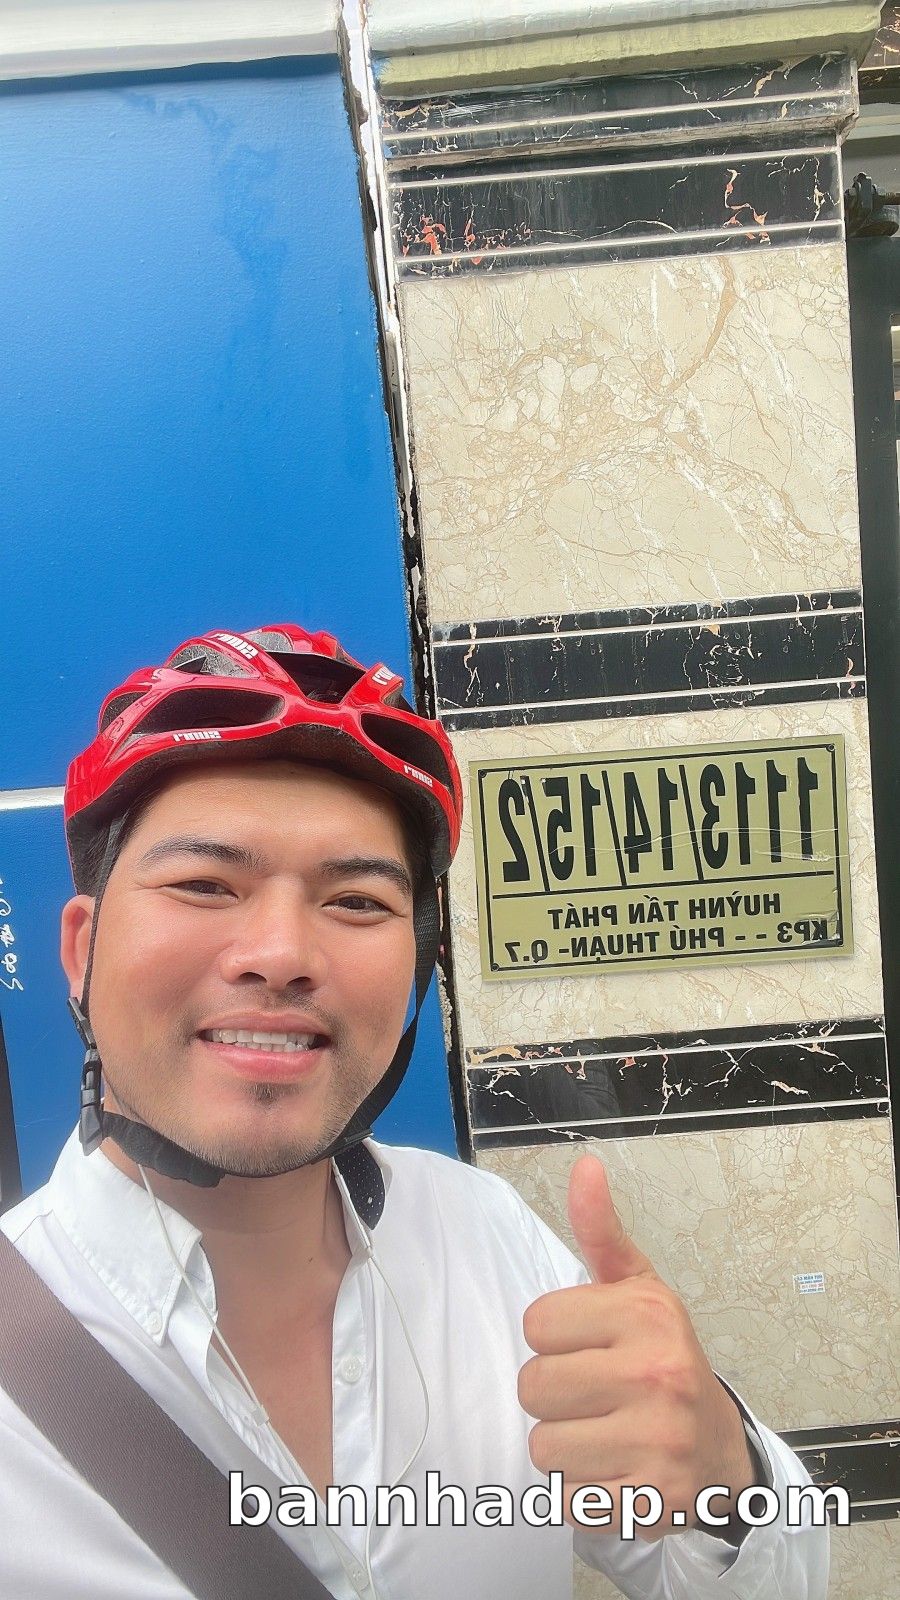 1113/14/15/2
HUỲNH TẤN PHÁT
KP3 - - PHÚ THUẬN - Q.7
bannhadep.com